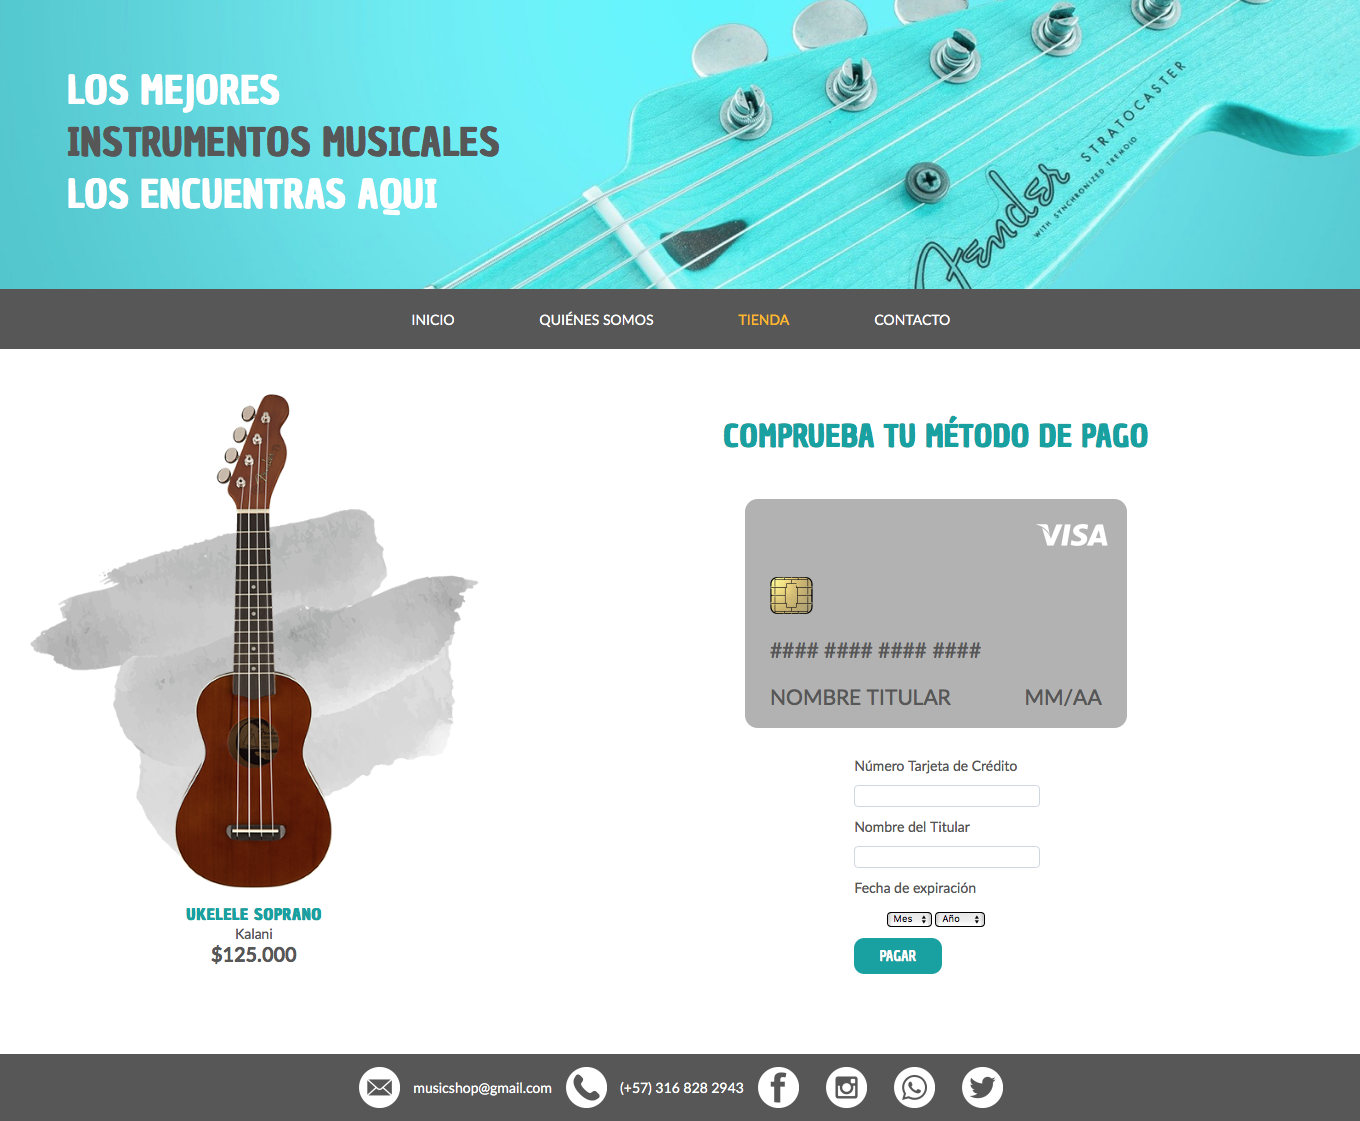 LOS MEJORES
INSTRUMENTOS MUSICALES
LOS ENCUENTRAS AQUI
Fender
STRATOCASTER
WITH SYNCHRONIZED TREMOLO
INICIO QUIÉNES SOMOS TIENDA CONTACTO
COMPRUEBA TU MÉTODO DE PAGO
VISA
#### #### #### ####
NOMBRE TITULAR MM/AA
Número Tarjeta de Crédito
Nombre del Titular
Fecha de expiración
Mes Año
PAGAR
UKELELE SOPRANO
Kalani
$125.000
musicshop@gmail.com (+57) 316 828 2943